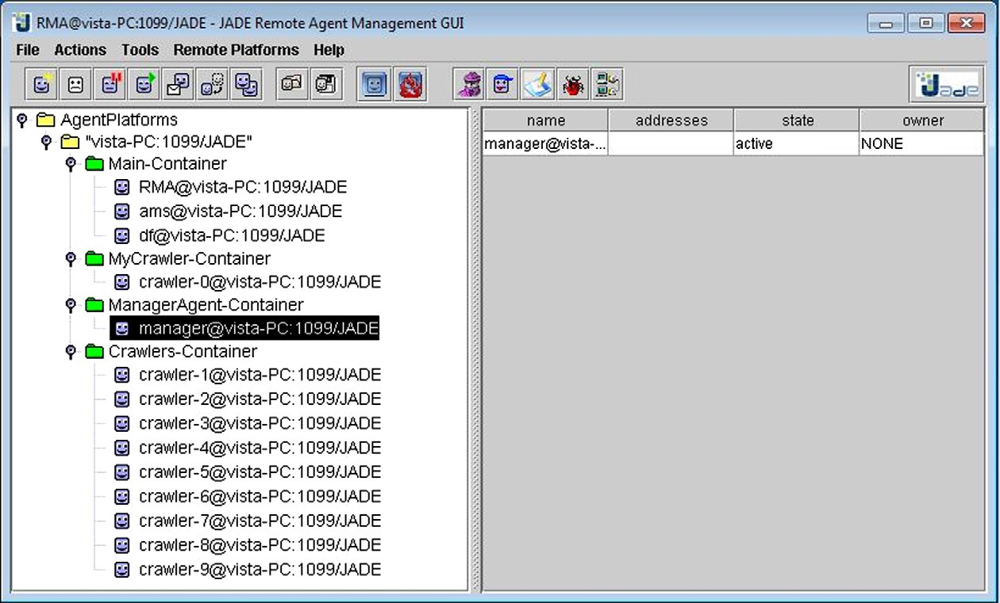 RMA@vista-PC:1099/JADE - JADE Remote Agent Management GUI
File Actions Tools Remote Platforms Help
Jade
AgentPlatforms
"vista-PC:1099/JADE"
Main-Container
RMA@vista-PC:1099/JADE
ams@vista-PC:1099/JADE
df@vista-PC:1099/JADE
MyCrawler-Container
crawler-0@vista-PC:1099/JADE
ManagerAgent-Container
manager@vista-PC:1099/JADE
Crawlers-Container
crawler-1@vista-PC:1099/JADE
crawler-2@vista-PC:1099/JADE
crawler-3@vista-PC:1099/JADE
crawler-4@vista-PC:1099/JADE
crawler-5@vista-PC:1099/JADE
crawler-6@vista-PC:1099/JADE
crawler-7@vista-PC:1099/JADE
crawler-8@vista-PC:1099/JADE
crawler-9@vista-PC:1099/JADE
name addresses state owner
manager@vista-... active NONE